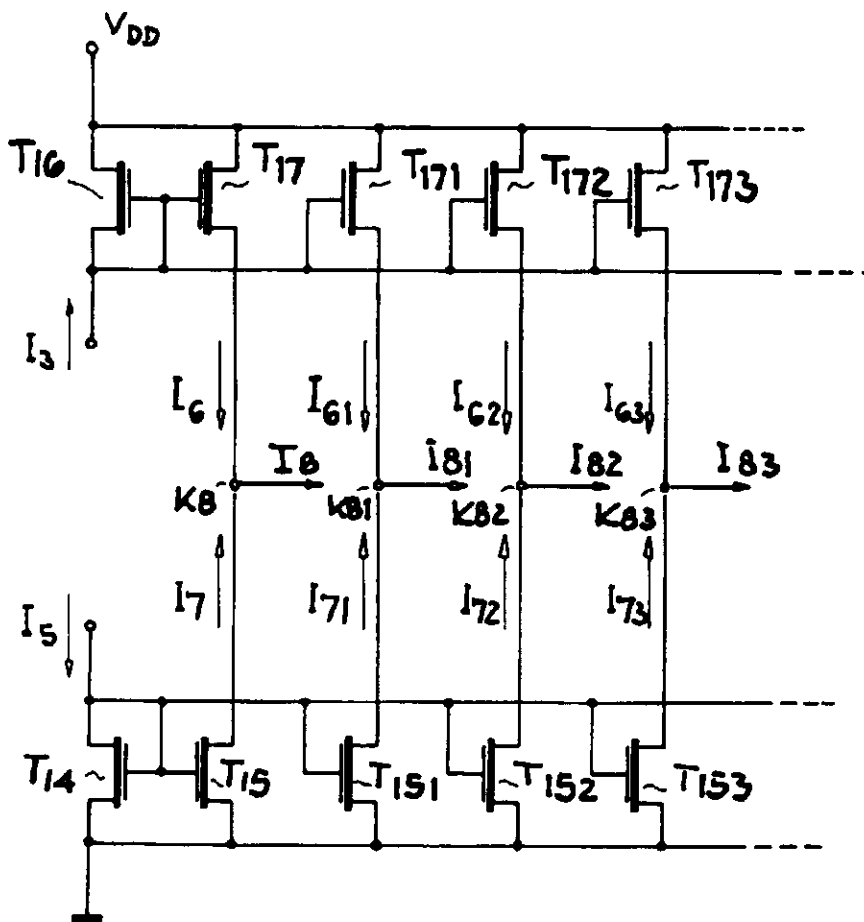 VDD
T16 T17 T171 T172 T173
I3 I6 I61 I62 I63
I8 i81 I82 I83
K8 K81 K82 K83
I5 I7 I71 I72 I73
T14 T15 T151 T152 T153